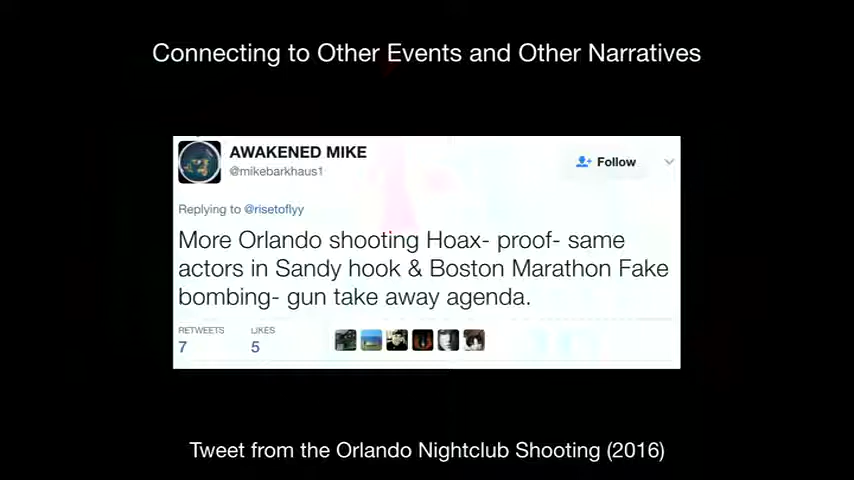 Connecting to Other Events and Other Narratives
AWAKENED MIKE
@mikebarkhaus1
Follow
Replying to @risetoflyy
More Orlando shooting Hoax- proof- same
actors in Sandy hook & Boston Marathon Fake
bombing- gun take away agenda.
RETWEETS LIKES
7 5
Tweet from the Orlando Nightclub Shooting (2016)